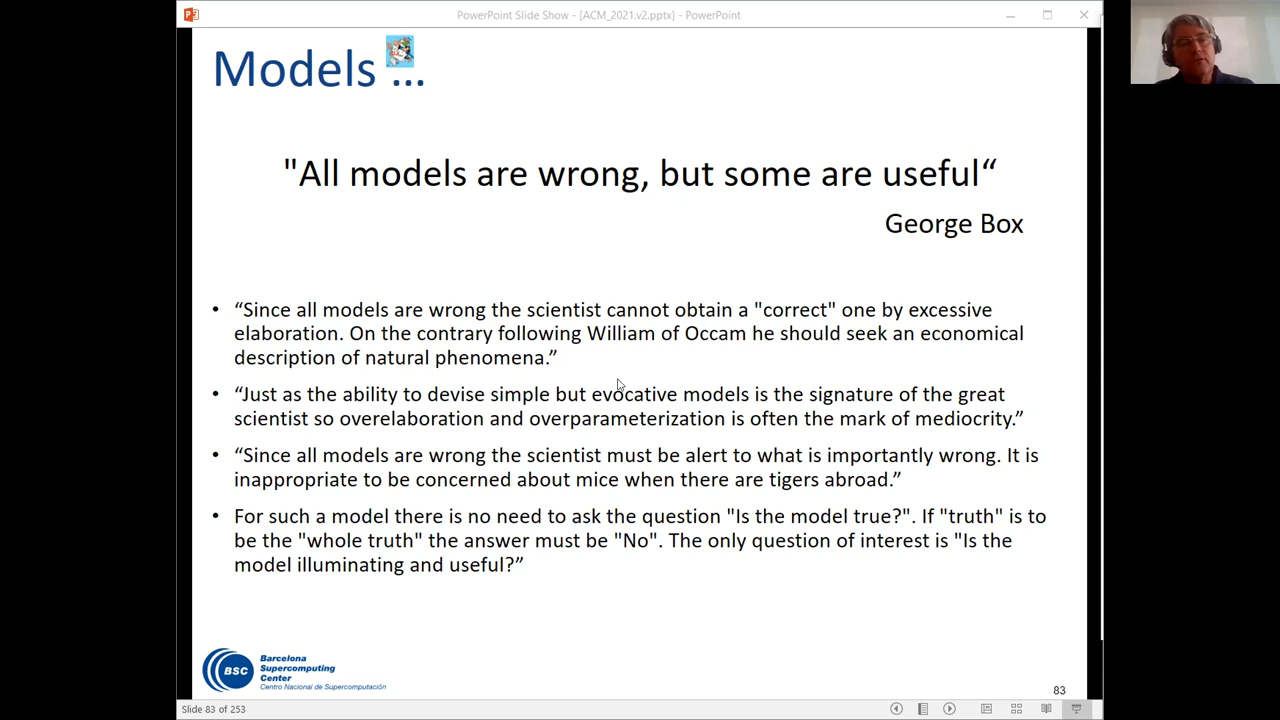 PowerPoint Slide Show - [ACM_2021.v2.pptx] - PowerPoint
Models ...
"All models are wrong, but some are useful“
George Box
• “Since all models are wrong the scientist cannot obtain a "correct" one by excessive
elaboration. On the contrary following William of Occam he should seek an economical
description of natural phenomena.”
• “Just as the ability to devise simple but evocative models is the signature of the great
scientist so overelaboration and overparameterization is often the mark of mediocrity.”
• “Since all models are wrong the scientist must be alert to what is importantly wrong. It is
inappropriate to be concerned about mice when there are tigers abroad.”
• For such a model there is no need to ask the question "Is the model true?". If "truth" is to
be the "whole truth" the answer must be "No". The only question of interest is "Is the
model illuminating and useful?”
BSC
Barcelona
Supercomputing
Center
Centro Nacional de Supercomputación
83
Slide 83 of 253